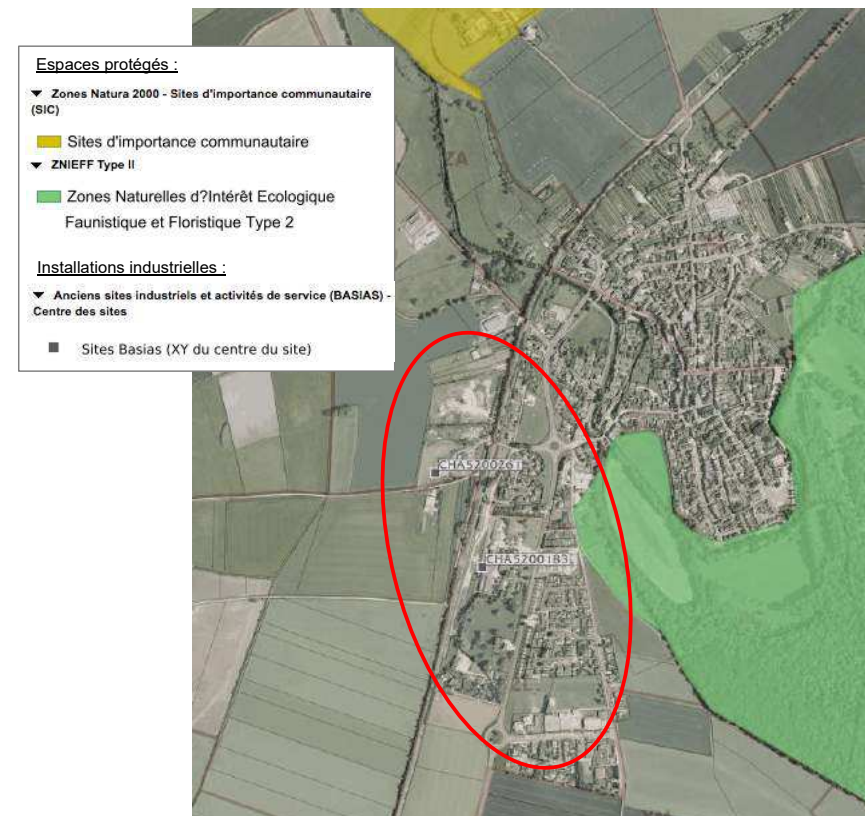 Espaces protégés :
Zones Natura 2000 - Sites d'importance communautaire
(SIC)
Sites d'importance communautaire
ZNIEFF Type II
Zones Naturelles d?Intérêt Ecologique
Faunistique et Floristique Type 2
Installations industrielles :
Anciens sites industriels et activités de service (BASIAS) -
Centre des sites
Sites Basias (XY du centre du site)
ZA
CHA5200261
CHA5200183